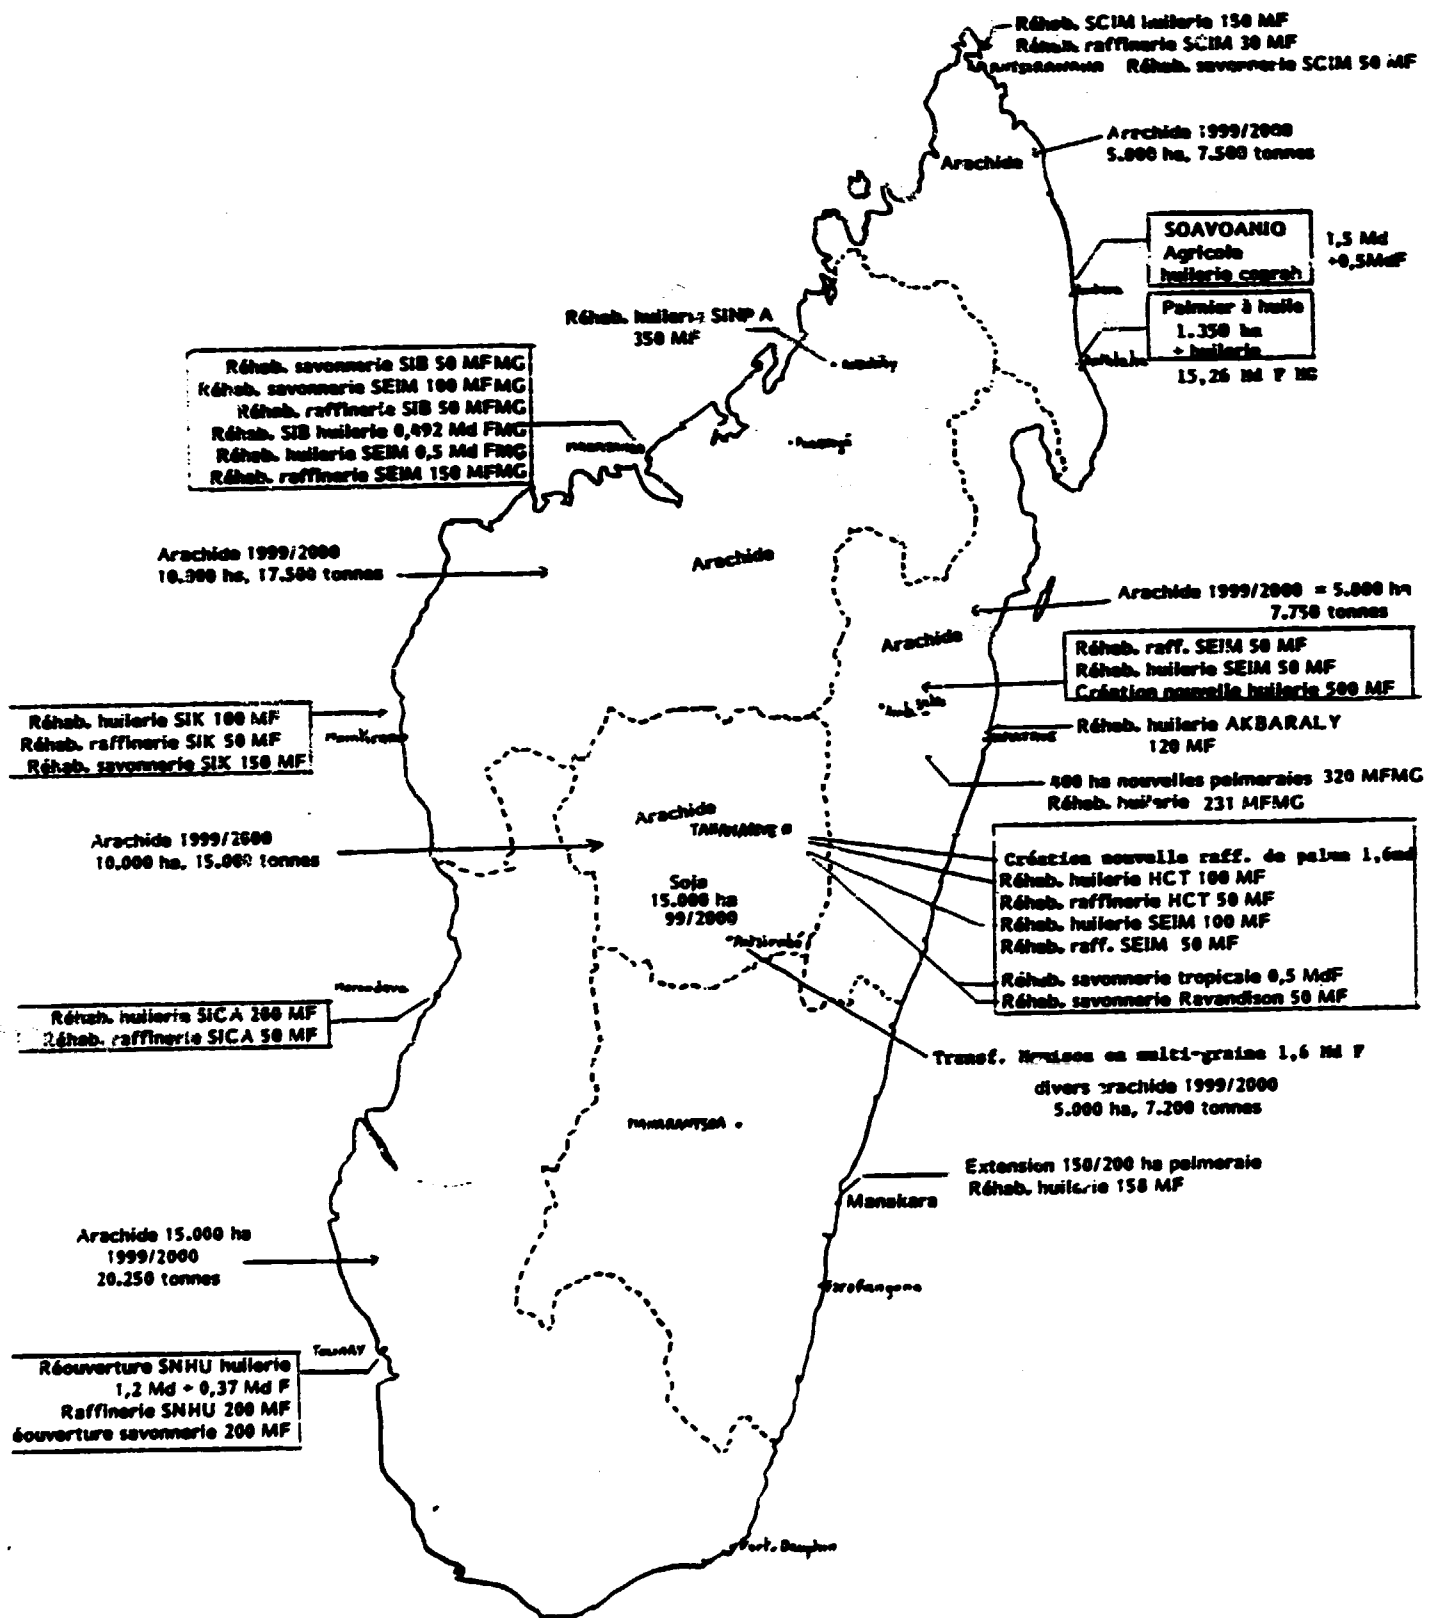 Réhab. SCIM huilerie 150 MF
Réhab. raffinerie SCIM 30 MF
Réhab. savonnerie SCIM 50 MF
Arachide 1999/2000
5.000 ha, 7.500 tonnes
Arachide
SOAVOANIO
Agricole
huilerie coprah
1,5 Md
+0,5MdF
Palmier à huile
1.350 ha
+ huilerie
15,26 Md F MG
Réhab. huilerie SINPA
350 MF
Réhab. savonnerie SIB 50 MFMG
Réhab. savonnerie SEIM 100 MFMG
Réhab. raffinerie SIB 50 MFMG
Réhab. SIB huilerie 0,492 Md FMG
Réhab. huilerie SEIM 0,5 Md FMG
Réhab. raffinerie SEIM 150 MFMG
Arachide 1999/2000
10.000 ha, 17.500 tonnes
Arachide
Arachide 1999/2000 = 5.000 ha
7.750 tonnes
Arachide
Réhab. raff. SEIM 50 MF
Réhab. huilerie SEIM 50 MF
Création nouvelle huilerie 500 MF
Réhab. huilerie SIK 100 MF
Réhab. raffinerie SIK 50 MF
Réhab. savonnerie SIK 150 MF
Réhab. huilerie AKBARALY
120 MF
400 ha nouvelles palmeraies 320 MFMG
Réhab. huilerie 231 MFMG
Arachide
Arachide 1999/2000
10.000 ha, 15.000 tonnes
Création nouvelle raff. de palme 1,6md
Réhab. huilerie HCT 100 MF
Réhab. raffinerie HCT 50 MF
Réhab. huilerie SEIM 100 MF
Réhab. raff. SEIM 50 MF
Réhab. savonnerie tropicale 0,5 MdF
Réhab. savonnerie Ravandison 50 MF
Soja
15.000 ha
99/2000
Antsirabe
Morondava
Réhab. huilerie SICA 200 MF
Réhab. raffinerie SICA 50 MF
Transf. en multi-graine 1,6 Md F
divers arachide 1999/2000
5.000 ha, 7.200 tonnes
Extension 150/200 ha palmeraie
Réhab. huilerie 158 MF
Manakara
Arachide 15.000 ha
1999/2000
20.250 tonnes
Réouverture SNHU huilerie
1,2 Md + 0,37 Md F
Raffinerie SNHU 200 MF
éouverture savonnerie 200 MF
Fort-Dauphin